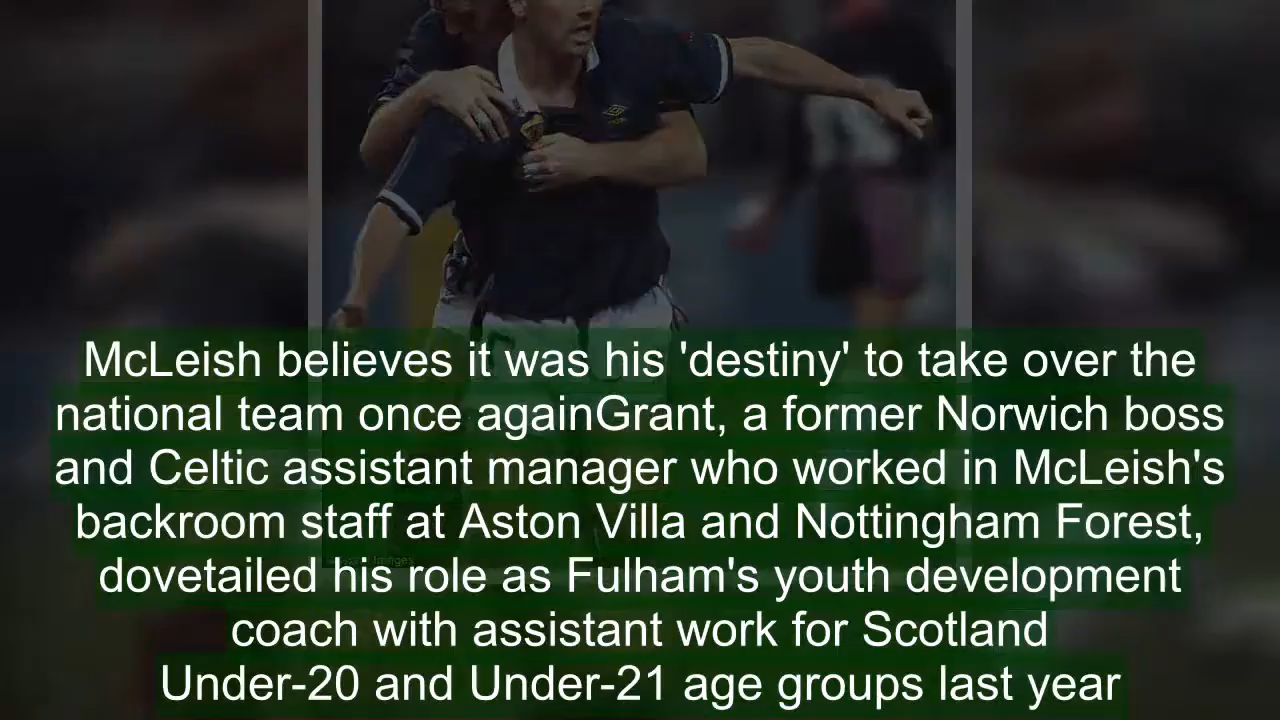 McLeish believes it was his 'destiny' to take over the
national team once againGrant, a former Norwich boss
and Celtic assistant manager who worked in McLeish's
backroom staff at Aston Villa and Nottingham Forest,
dovetailed his role as Fulham's youth development
coach with assistant work for Scotland
Under-20 and Under-21 age groups last year